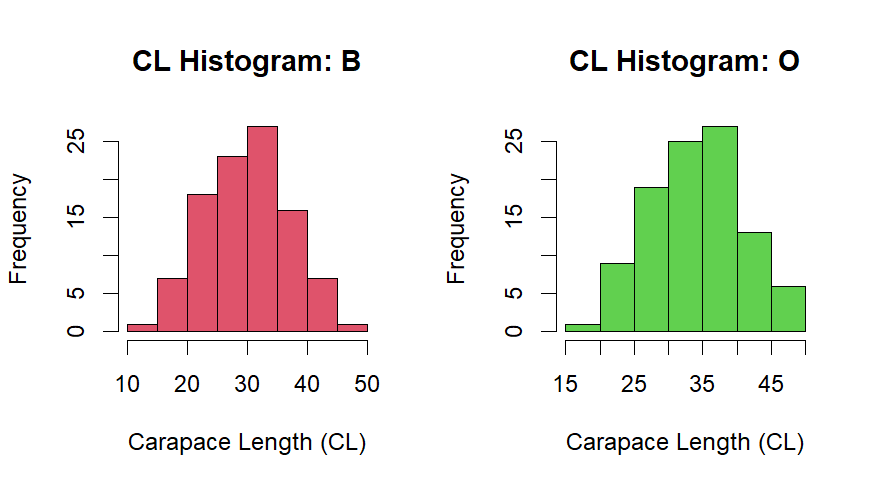 CL Histogram: B
Frequency
25
15
5
0
10 20 30 40 50
Carapace Length (CL)
CL Histogram: O
Frequency
25
15
5
0
15 25 35 45
Carapace Length (CL)